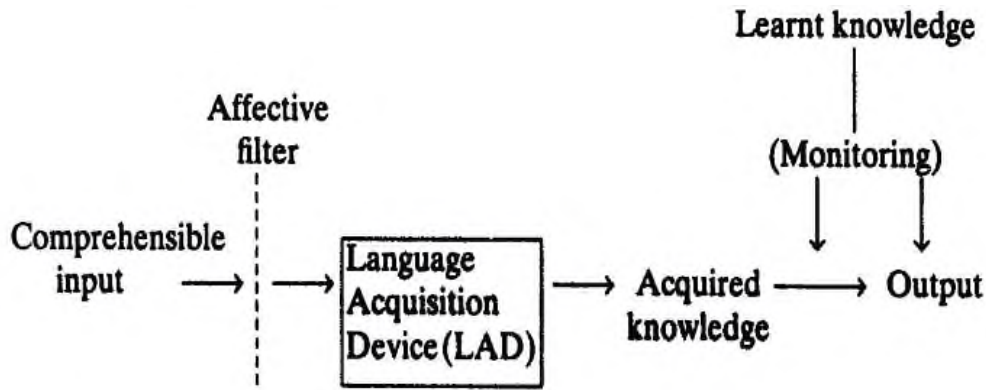 Learnt knowledge
Affective
filter
(Monitoring)
Comprehensible
input
Language
Acquisition
Device (LAD)
Acquired
knowledge
Output